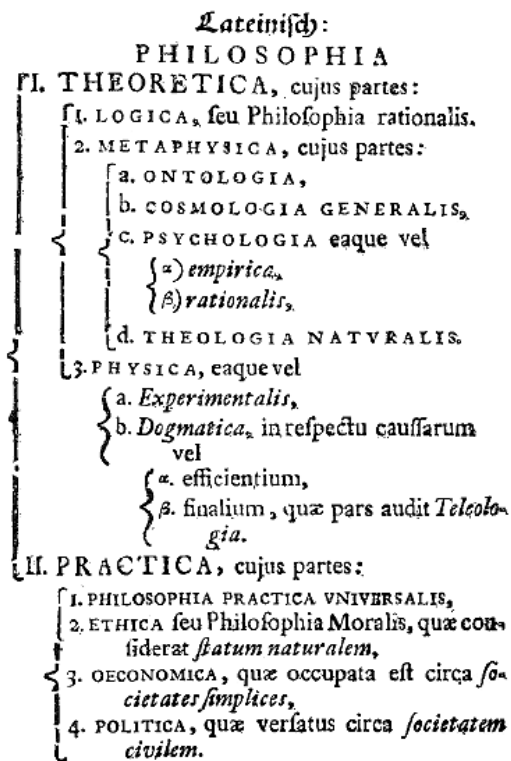 Lateiniſch:
PHILOSOPHIA
I. THEORETICA, cujus partes:
1. LOGICA, ſeu Philoſophia rationalis.
2. METAPHYSICA, cujus partes:
a. ONTOLOGIA,
b. COSMOLOGIA GENERALIS,
c. PSYCHOLOGIA eaque vel
α) empirica,
β) rationalis,
d. THEOLOGIA NATVRALIS.
3. PHYSICA, eaque vel
a. Experimentalis,
b. Dogmatica, in reſpectu cauſſarum
vel
α. efficientium,
β. finalium, quæ pars audit Teleolo-
gia.
II. PRACTICA, cujus partes:
1. PHILOSOPHIA PRACTICA VNIVERSALIS,
2. ETHICA ſeu Philoſophia Moralis, quæ con-
ſiderat ſtatum naturalem,
3. OECONOMICA, quæ occupata eſt circa ſo-
cietates ſimplices,
4. POLITICA, quæ verſatus circa ſocietatem
civilem.